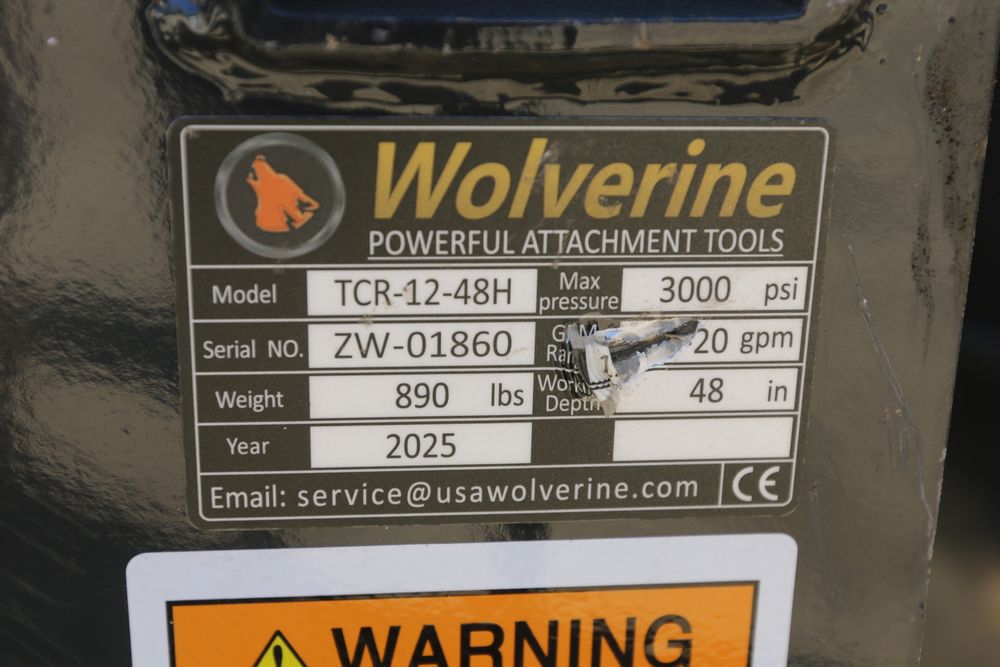 Wolverine
POWERFUL ATTACHMENT TOOLS
Model TCR-12-48H Max pressure 3000 psi
Serial NO. ZW-01860 20 gpm
Weight 890 lbs Depth 48 in
Year 2025
Email: service@usawolverine.com CE
WARNING